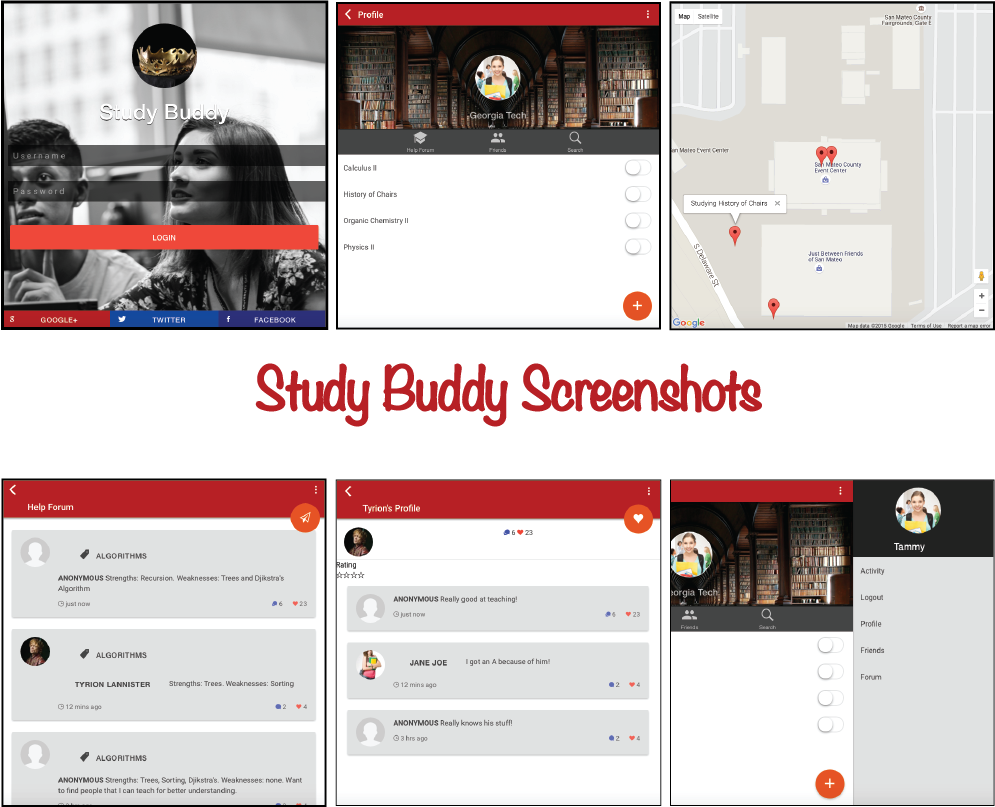 Study Buddy
Username
Password
LOGIN
g GOOGLE+
TWITTER
f FACEBOOK
Profile
Georgia Tech
Help Forum
Friends
Search
Calculus II
History of Chairs
Organic Chemistry II
Physics II
+
Map Satellite
San Mateo County
Fairgrounds, Gate E
an Mateo Event Center
San Mateo County
Event Center
Studying History of Chairs ×
S Delaware St
Just Between Friends
of San Mateo
+
−
Google
Map data ©2015 Google Terms of Use Report a map error
Study Buddy Screenshots
Help Forum
ALGORITHMS
ANONYMOUS Strengths: Recursion. Weaknesses: Trees and Djikstra's
Algorithm
just now 6 23
ALGORITHMS
TYRION LANNISTER Strengths: Trees. Weaknesses: Sorting
12 mins ago 2 4
ALGORITHMS
ANONYMOUS Strengths: Trees, Sorting, Djikstra's. Weaknesses: none. Want
to find people that I can teach for better understanding.
Tyrion's Profile
6 23
Rating
☆☆☆☆
ANONYMOUS Really good at teaching!
just now 6 23
JANE JOE I got an A because of him!
12 mins ago 2 4
ANONYMOUS Really knows his stuff!
3 hrs ago 2 4
orgia Tech
Friends
Search
+
Tammy
Activity
Logout
Profile
Friends
Forum